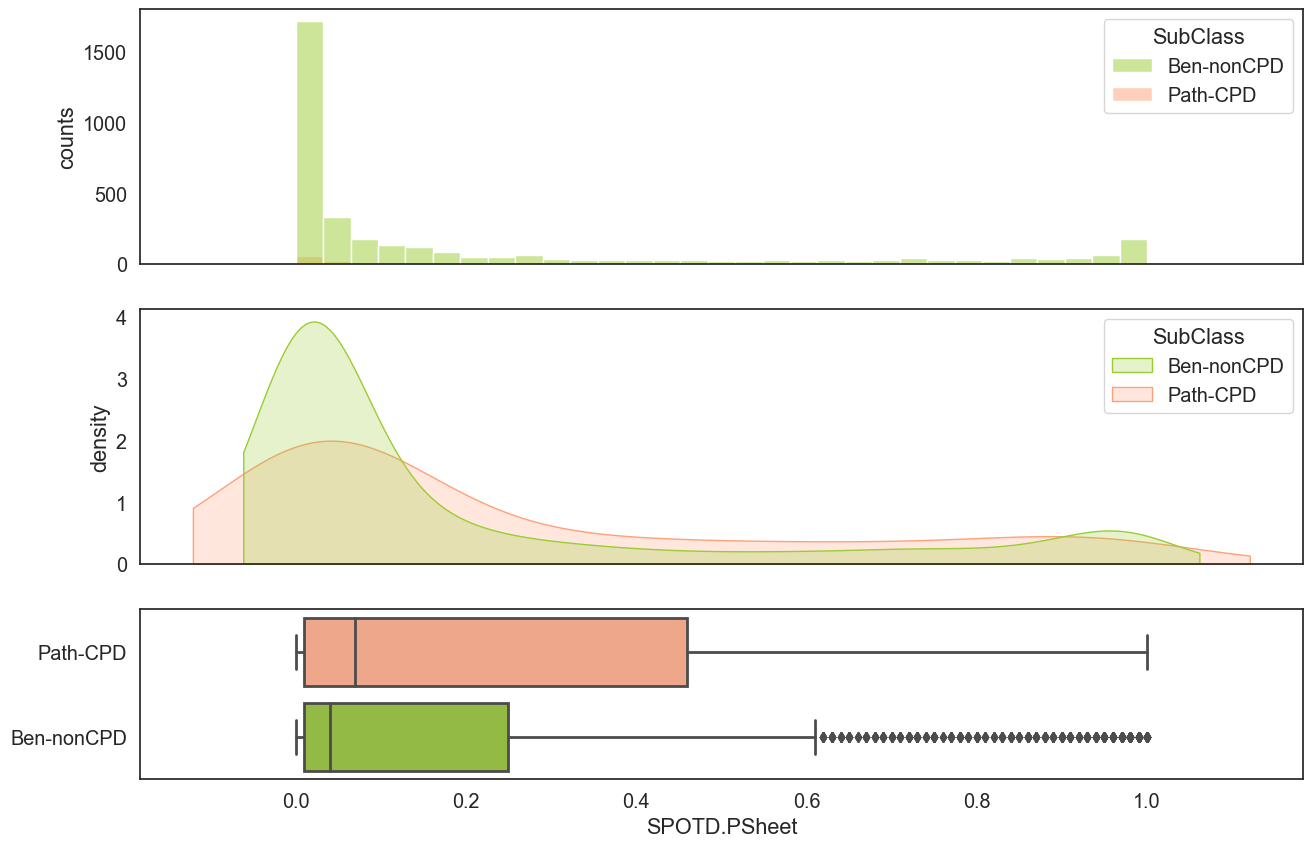 SubClass
Ben-nonCPD
Path-CPD
counts
1500
1000
500
0
SubClass
Ben-nonCPD
Path-CPD
density
4
3
2
1
0
Path-CPD
Ben-nonCPD
0.0 0.2 0.4 0.6 0.8 1.0
SPOTD.PSheet